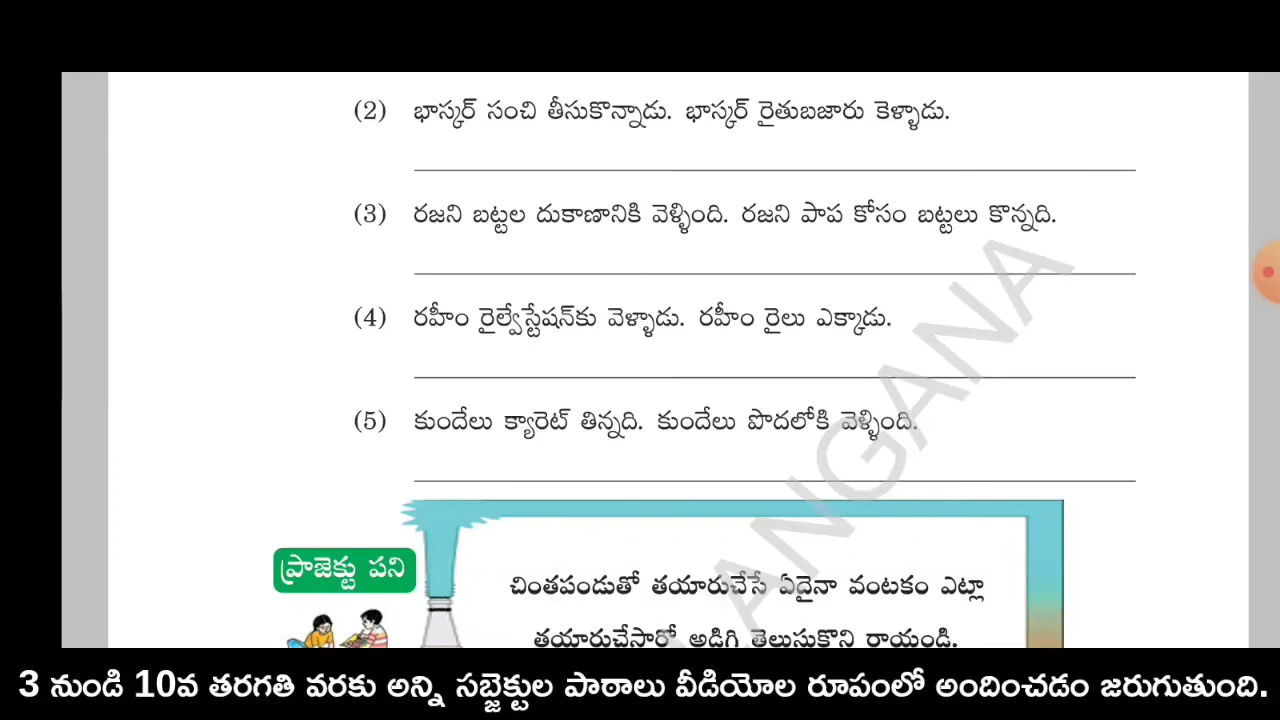 (2) భాస్కర్ సంచి తీసుకొన్నాడు. భాస్కర్ రైతుబజారు కెళ్ళాడు.
(3) రజని బట్టల దుకాణానికి వెళ్ళింది. రజని పాప కోసం బట్టలు కొన్నది.
(4) రహీం రైల్వేస్టేషన్‌కు వెళ్ళాడు. రహీం రైలు ఎక్కాడు.
(5) కుందేలు క్యారెట్ తిన్నది. కుందేలు పొదలోకి వెళ్ళింది.
ప్రాజెక్టు పని
చింతపండుతో తయారుచేసే ఏదైనా వంటకం ఎట్లా
తయారుచేసారో అడిగి తెలుసుకొని రాయండి.
ANGANA
3 నుండి 10వ తరగతి వరకు అన్ని సబ్జెక్టుల పాఠాలు వీడియోల రూపంలో అందించడం జరుగుతుంది.